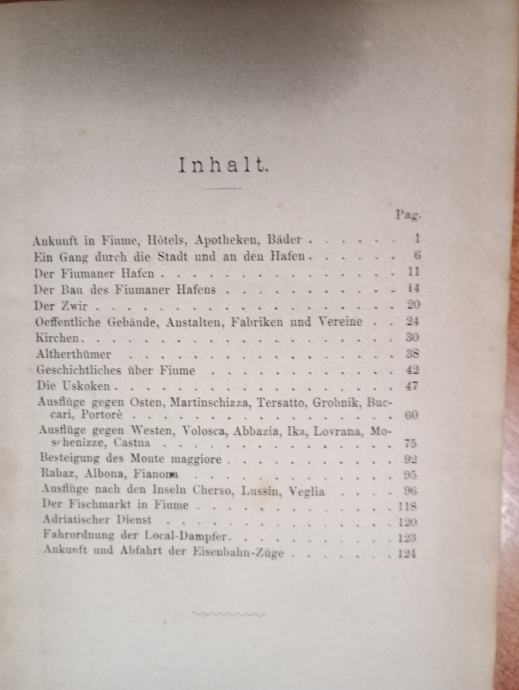 Inhalt.
Pag.
Ankunft in Fiume, Hôtels, Apotheken, Bäder . . . . . . 1
Ein Gang durch die Stadt und an den Hafen . . . . . . 6
Der Fiumaner Hafen . . . . . . . . . . . . . . . 11
Der Bau des Fiumaner Hafens . . . . . . . . . . . 14
Der Zwir . . . . . . . . . . . . . . . . . . . 20
Oeffentliche Gebäude, Anstalten, Fabriken und Vereine . . 24
Kirchen . . . . . . . . . . . . . . . . . . . . 30
Altherthümer . . . . . . . . . . . . . . . . . . 38
Geschichtliches über Fiume . . . . . . . . . . . . 42
Die Uskoken . . . . . . . . . . . . . . . . . . 47
Ausflüge gegen Osten, Martinschizza, Tersatto, Grobnik, Buc-
cari, Portorè . . . . . . . . . . . . . . . . 60
Ausflüge gegen Westen, Volosca, Abbazia, Ika, Lovrana, Mo-
schenizze, Castua . . . . . . . . . . . . . . 75
Besteigung des Monte maggiore . . . . . . . . . . 92
Rabaz, Albona, Fianona . . . . . . . . . . . . . 95
Ausflüge nach den Inseln Cherso, Lussin, Veglia . . . . 96
Der Fischmarkt in Fiume . . . . . . . . . . . . . 118
Adriatischer Dienst . . . . . . . . . . . . . . . 120
Fahrordnung der Local-Dampfer . . . . . . . . . . 123
Ankunft und Abfahrt der Eisenbahn-Züge . . . . . . . 124